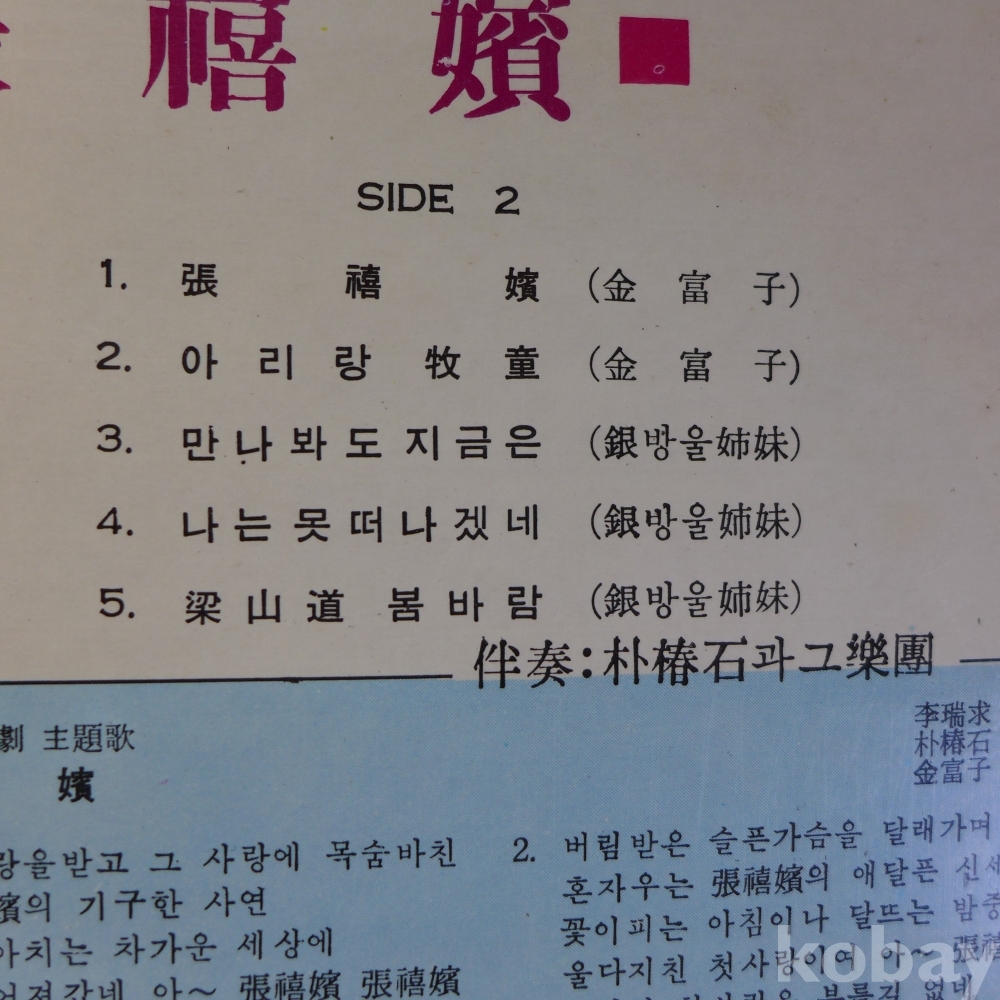 禧嬪
SIDE 2
1. 張禧嬪 (金富子)
2. 아리랑 牧童 (金富子)
3. 만나봐도지금은 (銀방울姉妹)
4. 나는못떠나겠네 (銀방울姉妹)
5. 梁山道 봄바람 (銀방울姉妹)
伴奏:朴椿石과그樂團
劇 主題歌
嬪
李瑞求
朴椿石
金富子
랑을받고 그 사랑에 목숨바친
嬪의 기구한 사연
아치는 차가운 세상에
아~ 張禧嬪 張禧嬪
2. 버림받은 슬픈가슴을 달래가며
혼자우는 張禧嬪의 애달픈 신세
꽃이피는 아침이나 달뜨는 밤중
울다지친 첫사랑이여 아~ 張禧
kobay